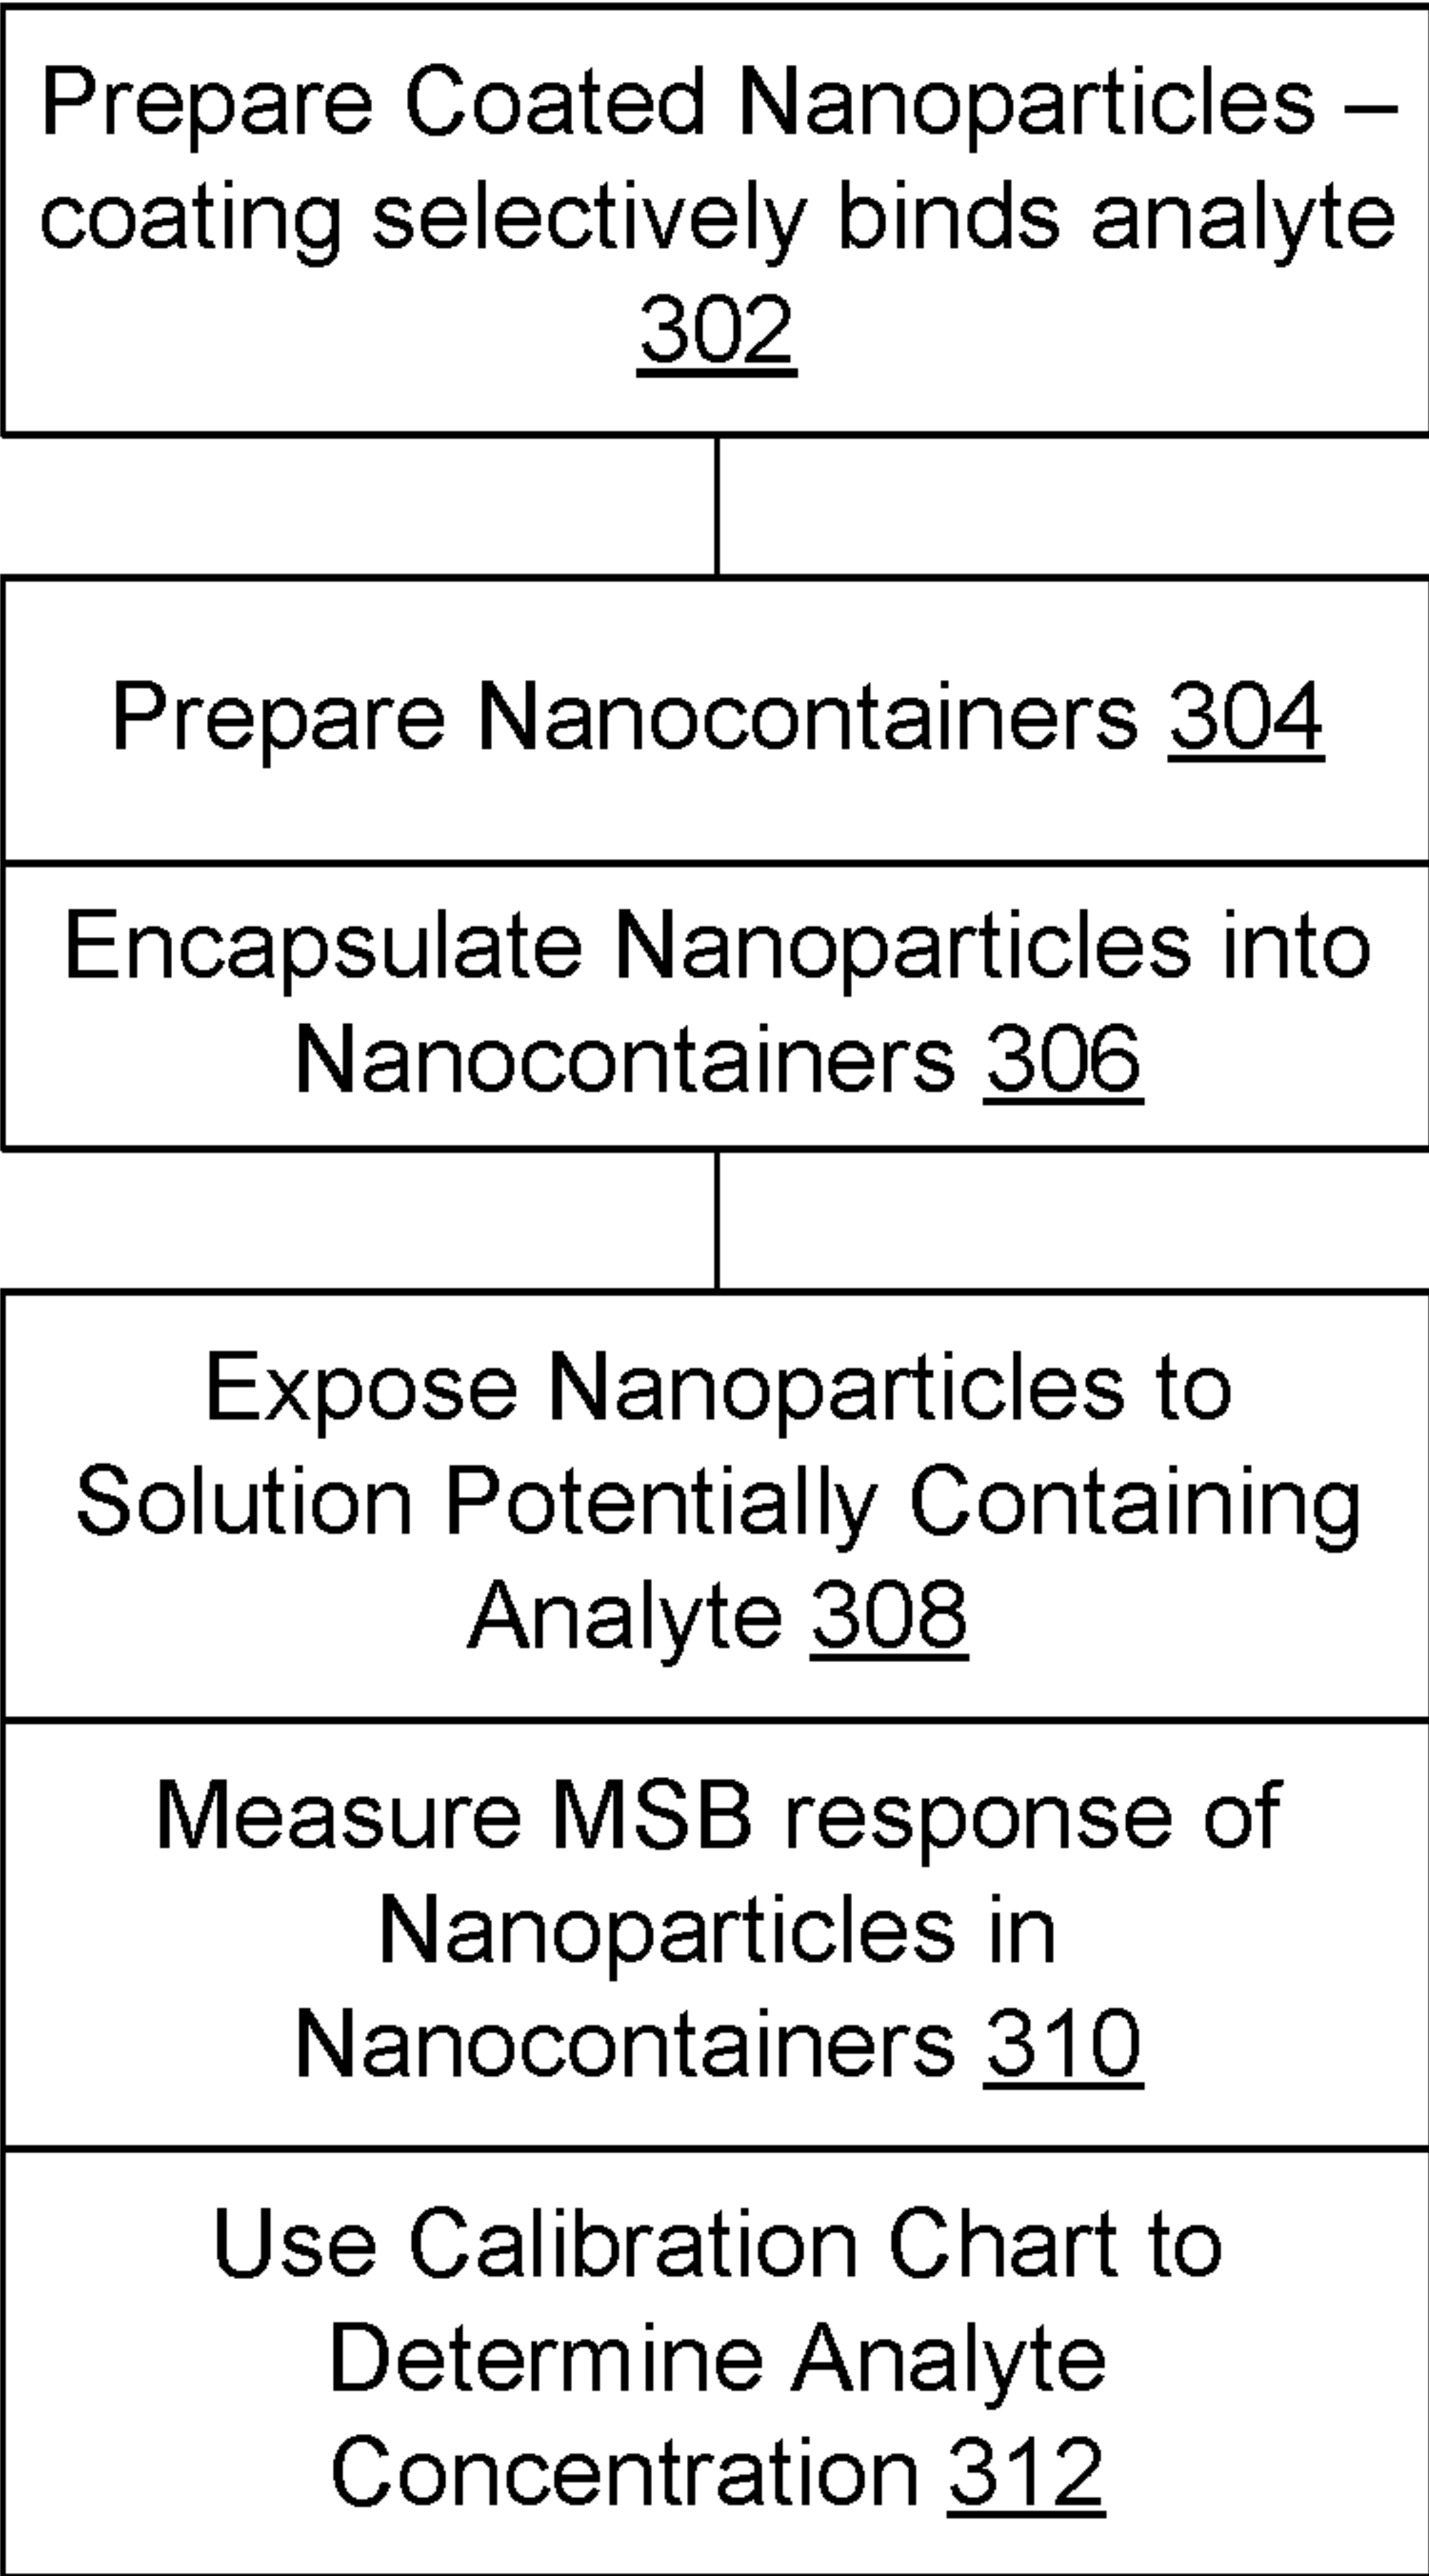 Prepare Coated Nanoparticles –
coating selectively binds analyte
302
Prepare Nanocontainers 304
Encapsulate Nanoparticles into
Nanocontainers 306
Expose Nanoparticles to
Solution Potentially Containing
Analyte 308
Measure MSB response of
Nanoparticles in
Nanocontainers 310
Use Calibration Chart to
Determine Analyte
Concentration 312